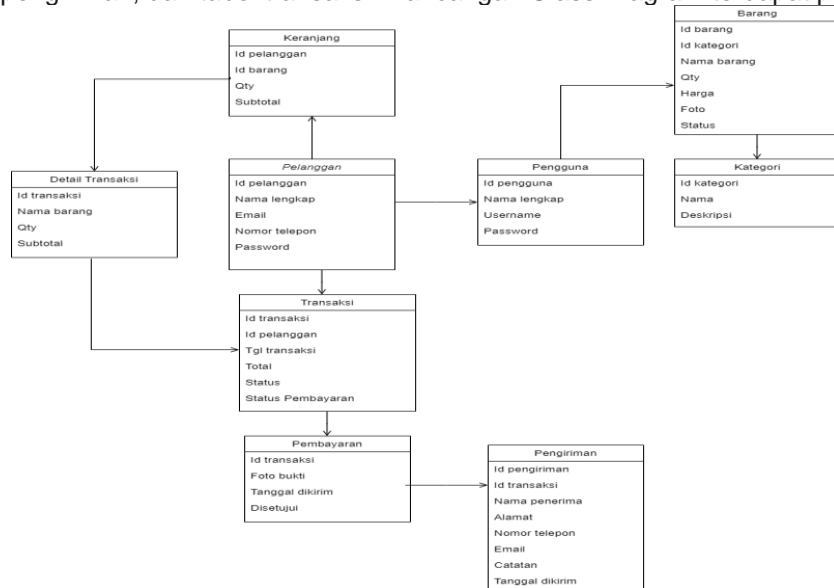 Barang
Id barang
Id kategori
Nama barang
Qty
Harga
Foto
Status
Keranjang
Id pelanggan
Id barang
Qty
Subtotal
Detail Transaksi
Id transaksi
Nama barang
Qty
Subtotal
Pelanggan
Id pelanggan
Nama lengkap
Email
Nomor telepon
Password
Pengguna
Id pengguna
Nama lengkap
Username
Password
Kategori
Id kategori
Nama
Deskripsi
Transaksi
Id transaksi
Id pelanggan
Tgl transaksi
Total
Status
Status Pembayaran
Pembayaran
Id transaksi
Foto bukti
Tanggal dikirim
Disetujui
Pengiriman
Id pengiriman
Id transaksi
Nama penerima
Alamat
Nomor telepon
Email
Catatan
Tanggal dikirim